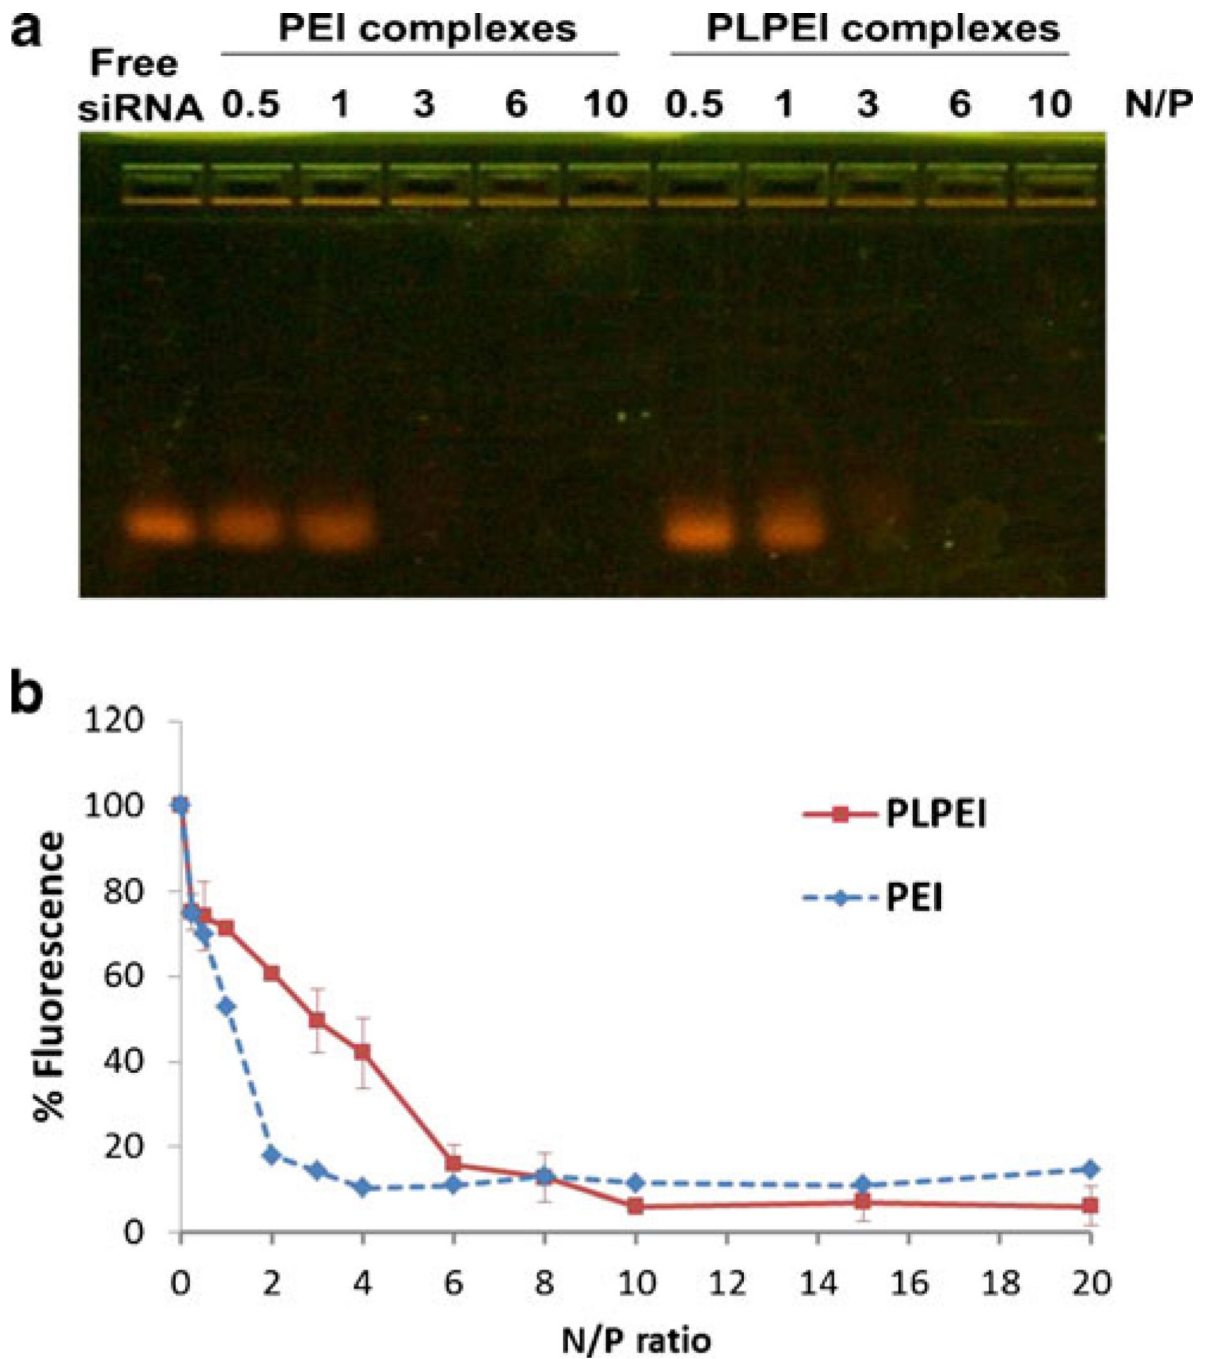 a
PEI complexes PLPEI complexes
Free
siRNA 0.5 1 3 6 10 0.5 1 3 6 10 N/P
b
120
100
80
60
40
20
0
% Fluorescence
PLPEI
PEI
0 2 4 6 8 10 12 14 16 18 20
N/P ratio